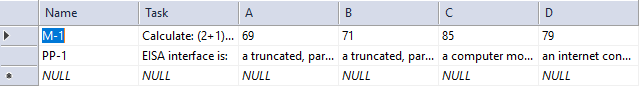 Name Task A B C D
M-1 Calculate: (2+1)... 69 71 85 79
PP-1 EISA interface is: a truncated, par... a truncated, par... a computer mo... an internet con...
NULL NULL NULL NULL NULL NULL